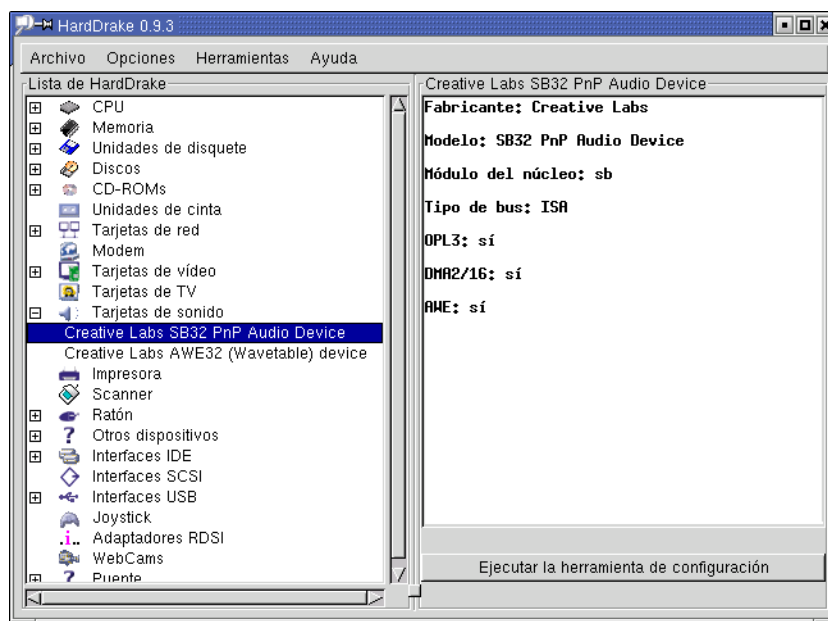 HardDrake 0.9.3
Archivo Opciones Herramientas Ayuda
Lista de HardDrake
CPU
Memoria
Unidades de disquete
Discos
CD-ROMs
Unidades de cinta
Tarjetas de red
Modem
Tarjetas de vídeo
Tarjetas de TV
Tarjetas de sonido
Creative Labs SB32 PnP Audio Device
Creative Labs AWE32 (Wavetable) device
Impresora
Scanner
Ratón
Otros dispositivos
Interfaces IDE
Interfaces SCSI
Interfaces USB
Joystick
Adaptadores RDSI
WebCams
Puente
Creative Labs SB32 PnP Audio Device
Fabricante: Creative Labs
Modelo: SB32 PnP Audio Device
Módulo del núcleo: sb
Tipo de bus: ISA
OPL3: sí
DMA2/16: sí
AWE: sí
Ejecutar la herramienta de configuración